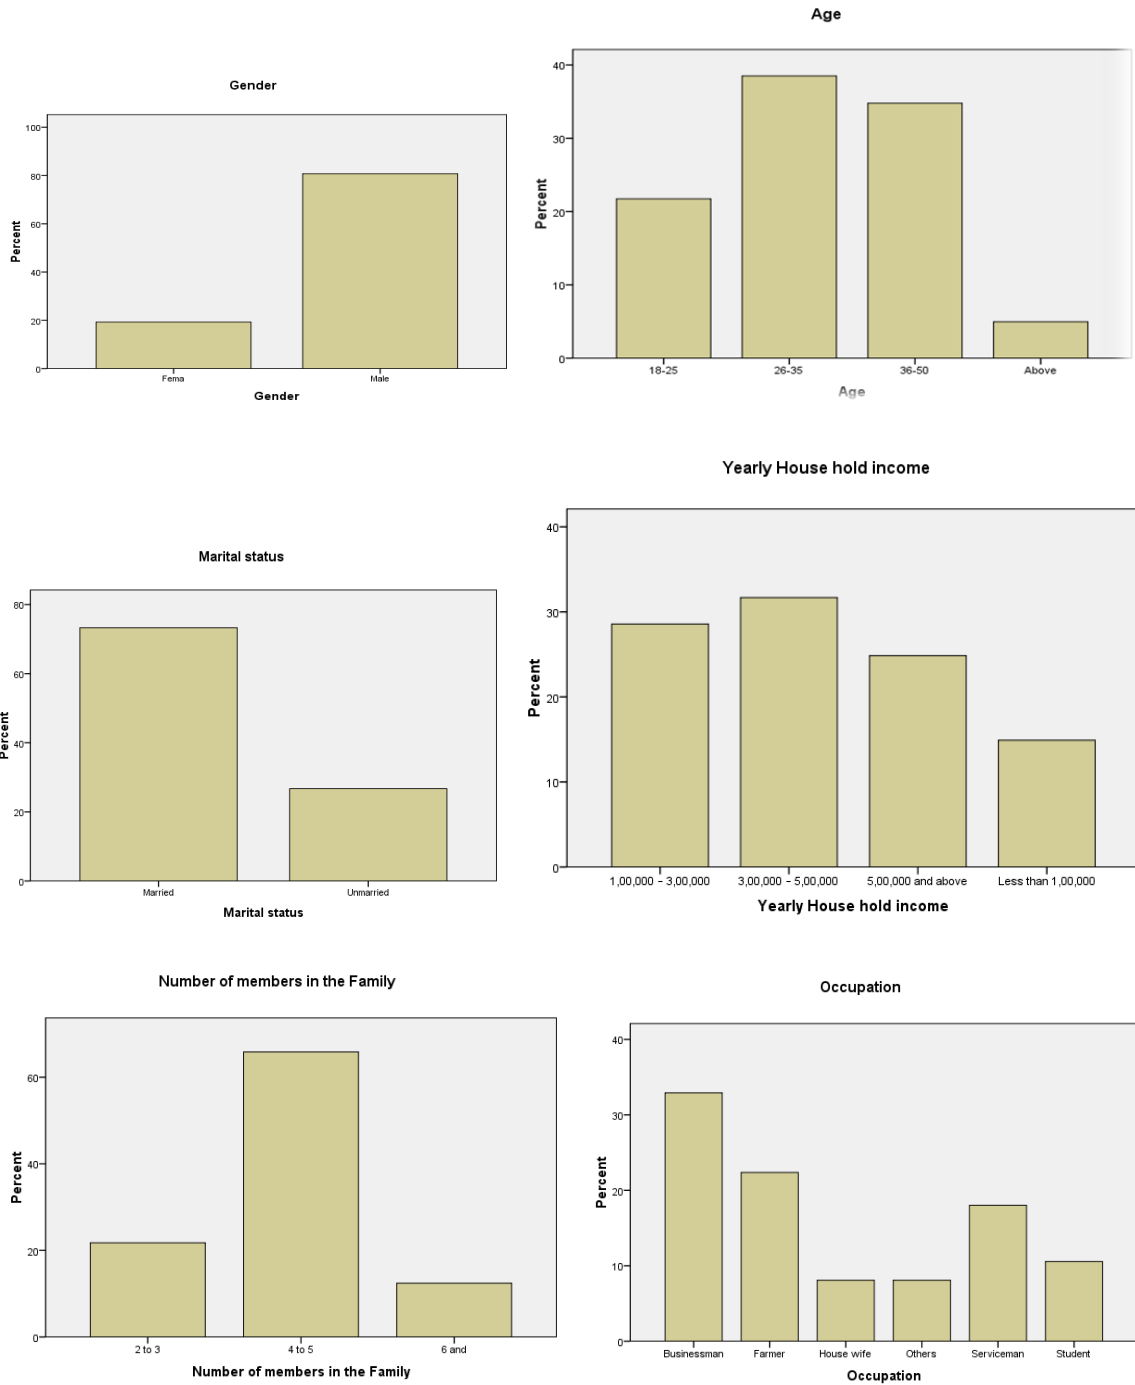 Gender
Percent
100
80
60
40
20
0
Fema Male
Gender
Age
Percent
40
30
20
10
0
18-25 26-35 36-50 Above
Age
Marital status
Percent
80
60
40
20
0
Married Unmarried
Marital status
Yearly House hold income
Percent
40
30
20
10
0
1,00,000 - 3,00,000 3,00,000 - 5,00,000 5,00,000 and above Less than 1,00,000
Yearly House hold income
Number of members in the Family
Percent
60
40
20
0
2 to 3 4 to 5 6 and
Number of members in the Family
Occupation
Percent
40
30
20
10
0
Businessman Farmer House wife Others Serviceman Student
Occupation